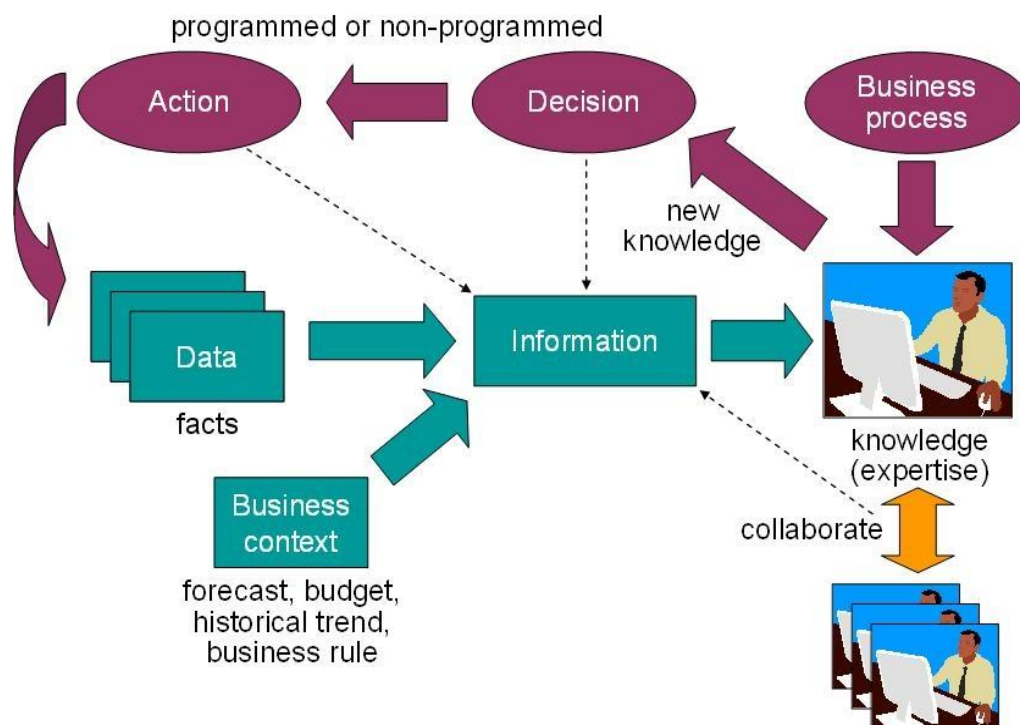 programmed or non-programmed
Action
Decision
Business
process
new
knowledge
Data
Information
facts
knowledge
(expertise)
Business
context
collaborate
forecast, budget,
historical trend,
business rule